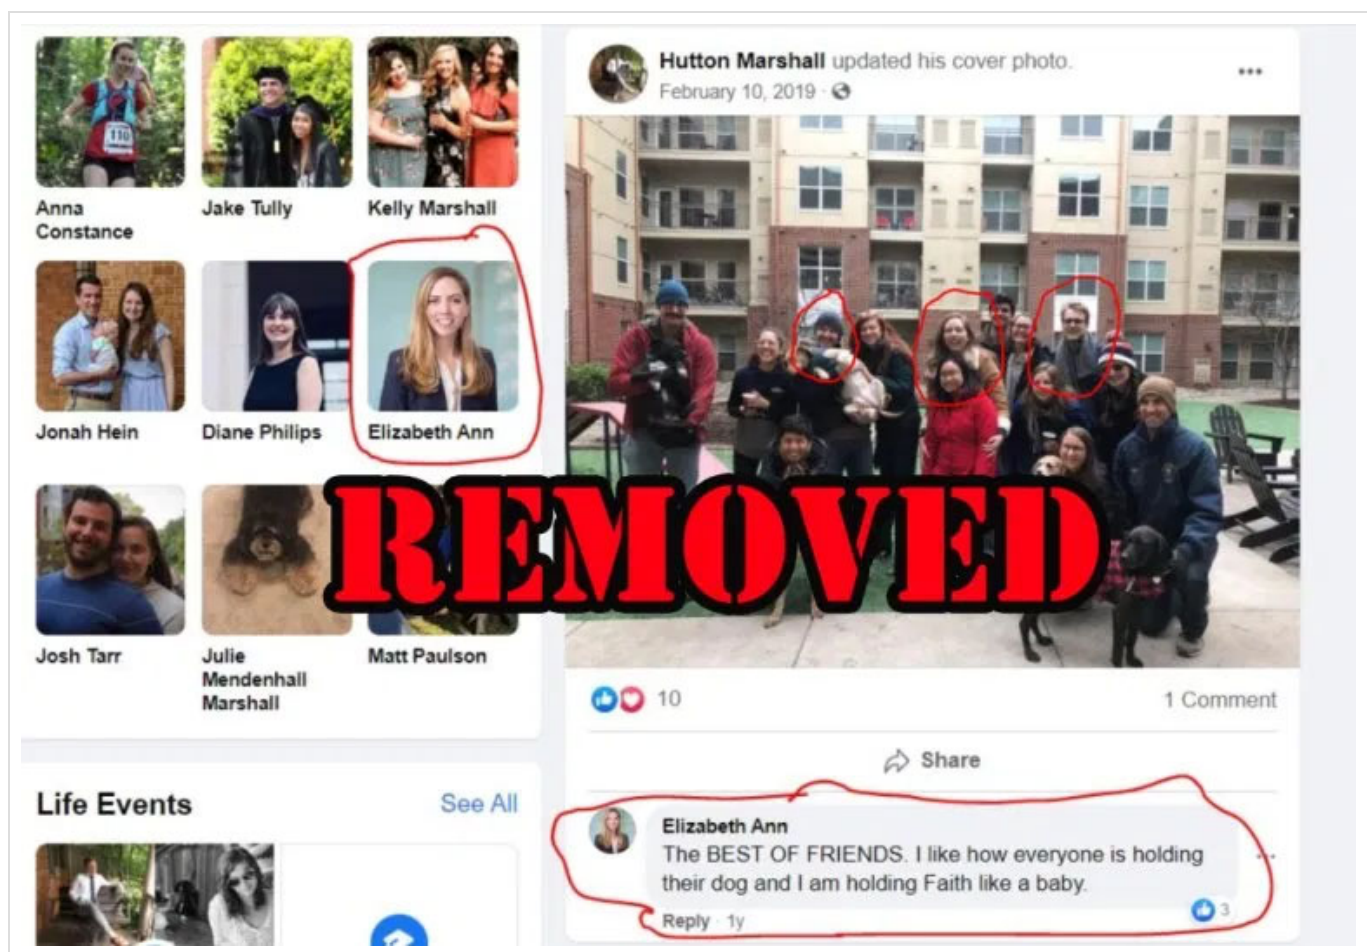 110
Anna
Constance
Jake Tully
Kelly Marshall
Jonah Hein
Diane Philips
Elizabeth Ann
Josh Tarr
Julie
Mendenhall
Marshall
Matt Paulson
Life Events
See All
Hutton Marshall updated his cover photo.
February 10, 2019 ·
REMOVED
10
1 Comment
Share
Elizabeth Ann
The BEST OF FRIENDS. I like how everyone is holding
their dog and I am holding Faith like a baby.
Reply · 1y
3